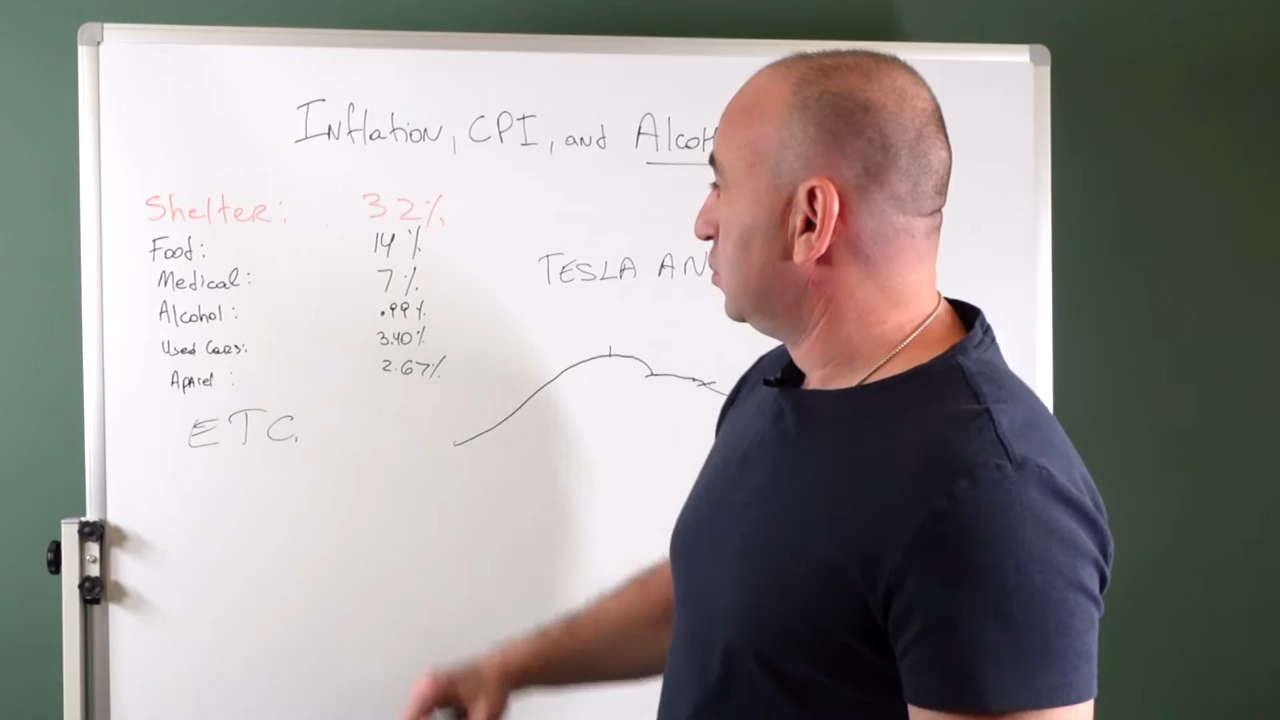 Inflation, CPI, and Alcoh
Shelter: 32%
Food: 14%
Medical: 7%
Alcohol: .99%
Used Cars: 3.40%
Aparel : 2.67%
ETC.
TESLA AN